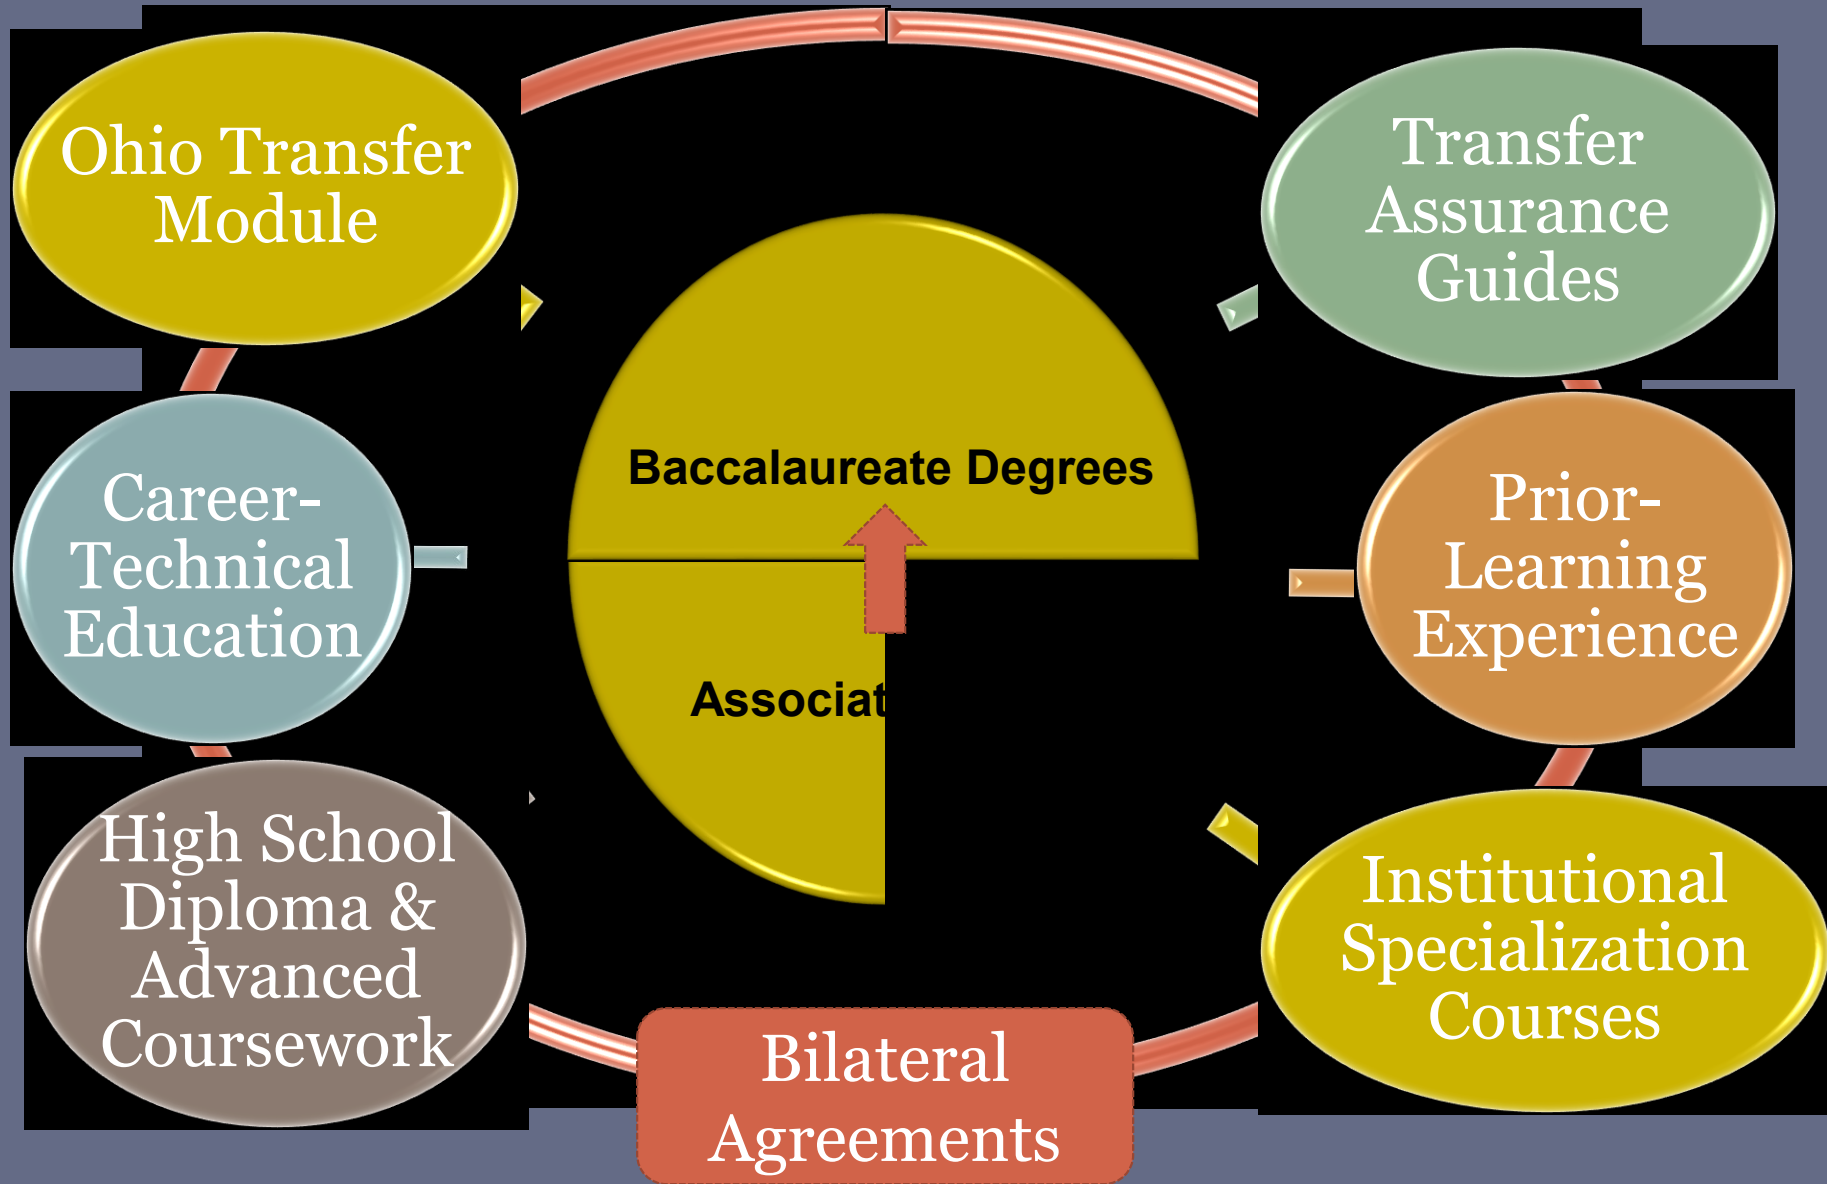 Ohio Transfer
Module
Transfer
Assurance
Guides
Baccalaureate Degrees
Career-
Technical
Education
Prior-
Learning
Experience
High School
Diploma &
Advanced
Coursework
Institutional
Specialization
Courses
Bilateral
Agreements